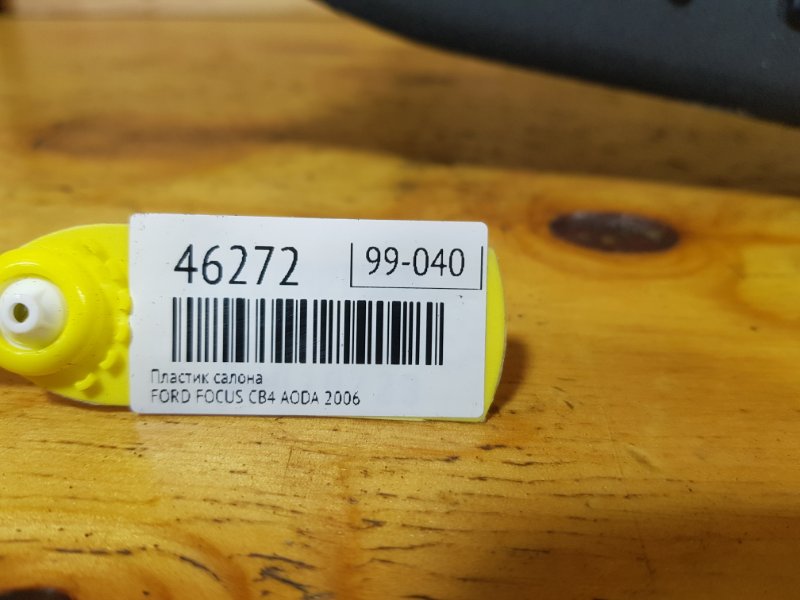 46272 99-040
Пластик салона
FORD FOCUS CB4 AODA 2006